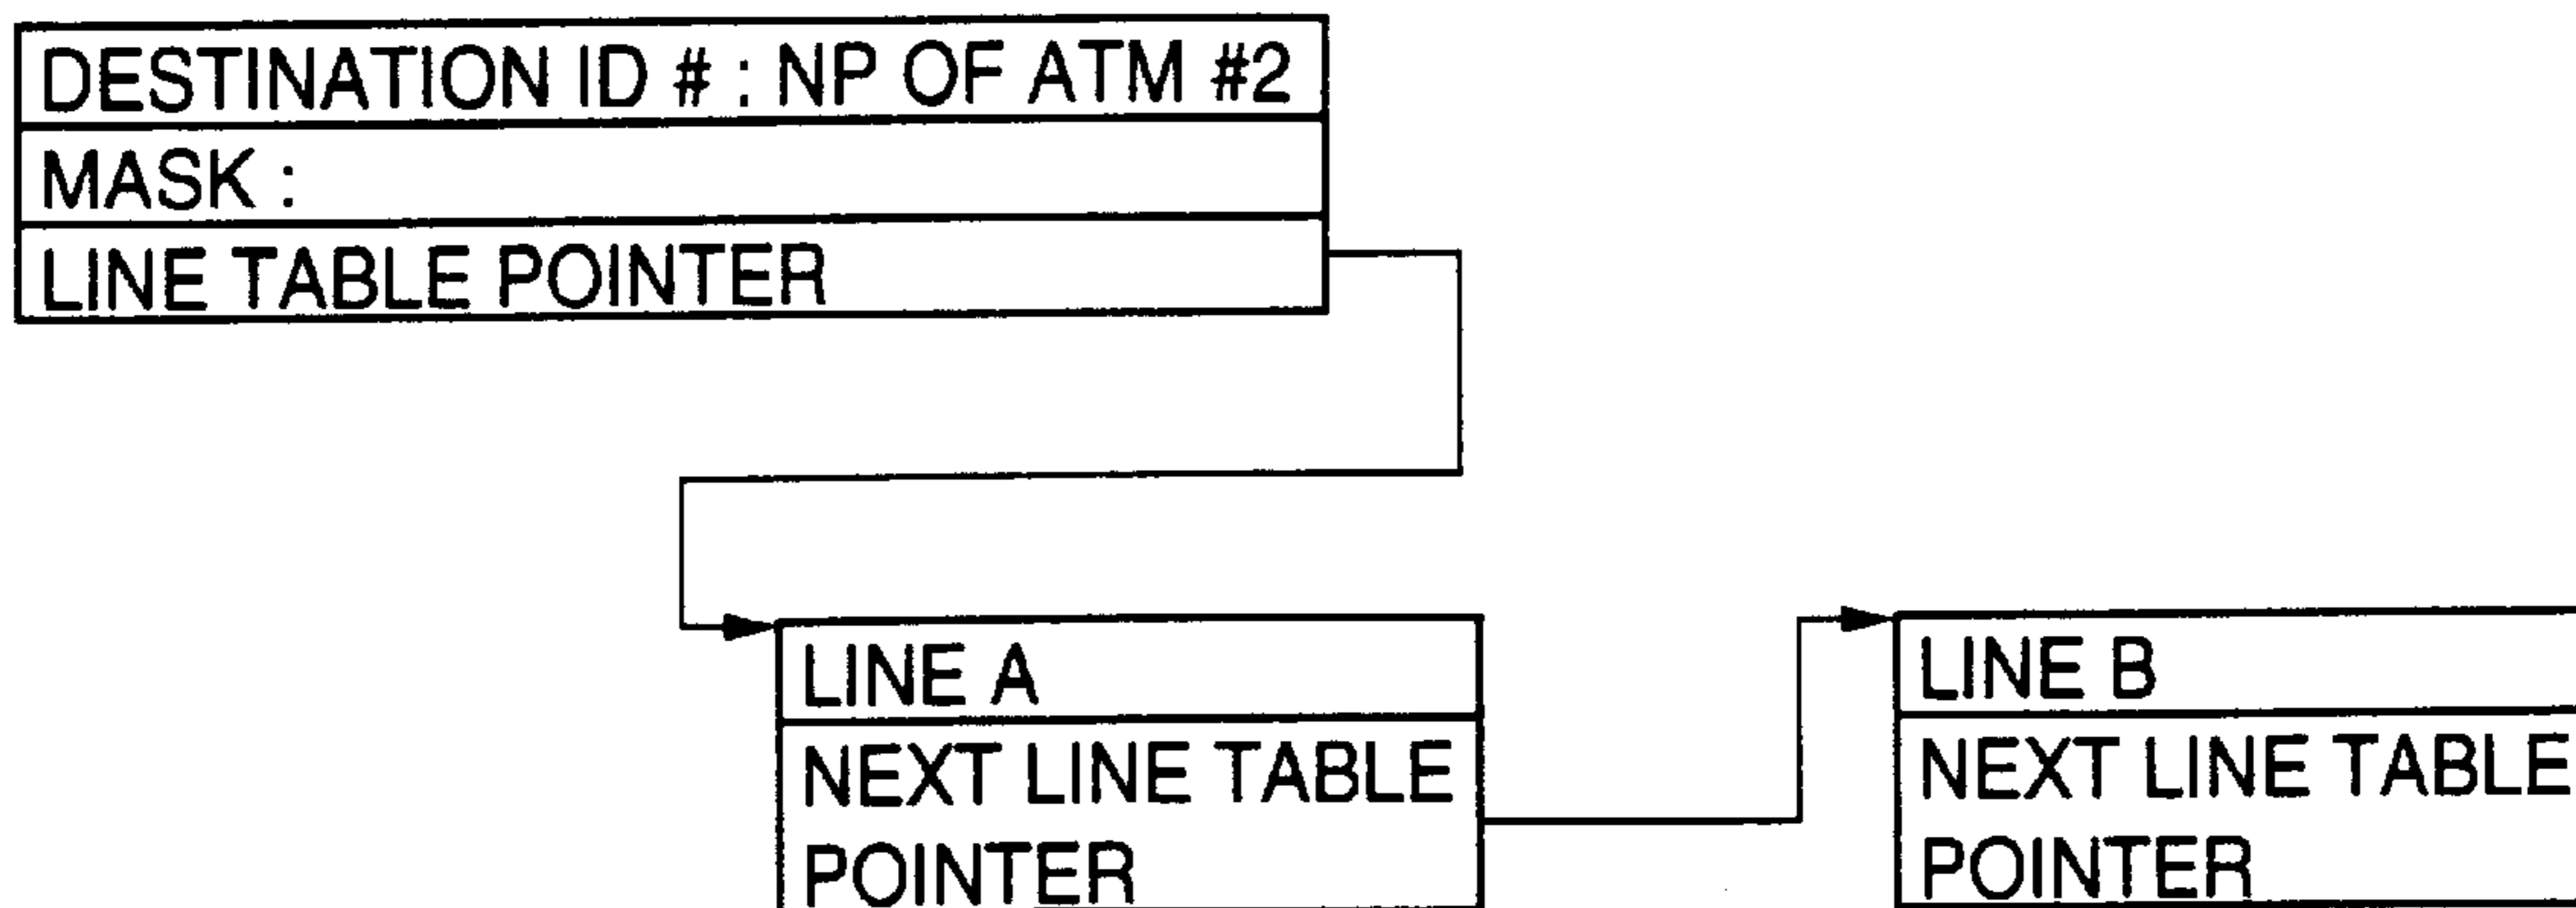 DESTINATION ID # : NP OF ATM #2
MASK :
LINE TABLE POINTER
LINE A
NEXT LINE TABLE
POINTER
LINE B
NEXT LINE TABLE
POINTER